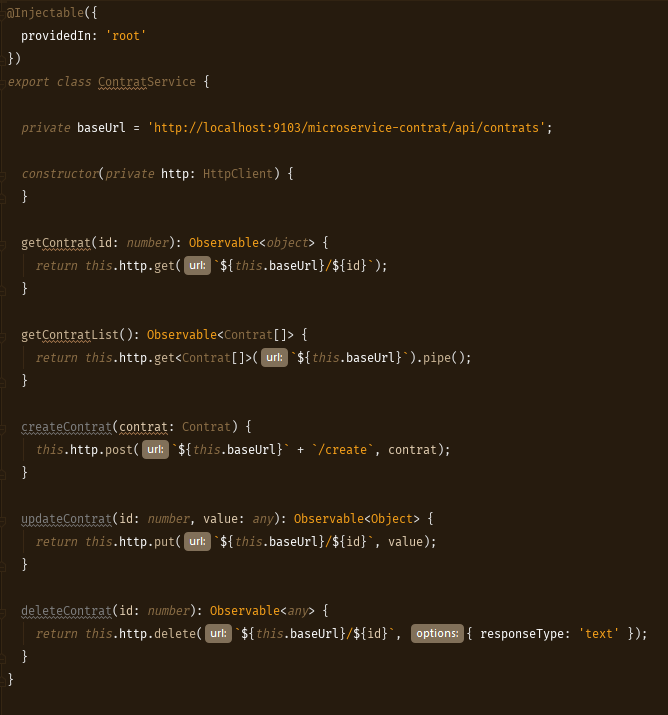 @Injectable({
  providedIn: 'root'
})
export class ContratService {

  private baseUrl = 'http://localhost:9103/microservice-contrat/api/contrats';

  constructor(private http: HttpClient) {
  }

  getContrat(id: number): Observable<object> {
    return this.http.get( url: `${this.baseUrl}/${id}`);
  }

  getContratList(): Observable<Contrat[]> {
    return this.http.get<Contrat[]>( url: `${this.baseUrl}`).pipe();
  }

  createContrat(contrat: Contrat) {
    this.http.post( url: `${this.baseUrl}` + `/create`, contrat);
  }

  updateContrat(id: number, value: any): Observable<Object> {
    return this.http.put( url: `${this.baseUrl}/${id}`, value);
  }

  deleteContrat(id: number): Observable<any> {
    return this.http.delete( url: `${this.baseUrl}/${id}`, options: { responseType: 'text' });
  }
}